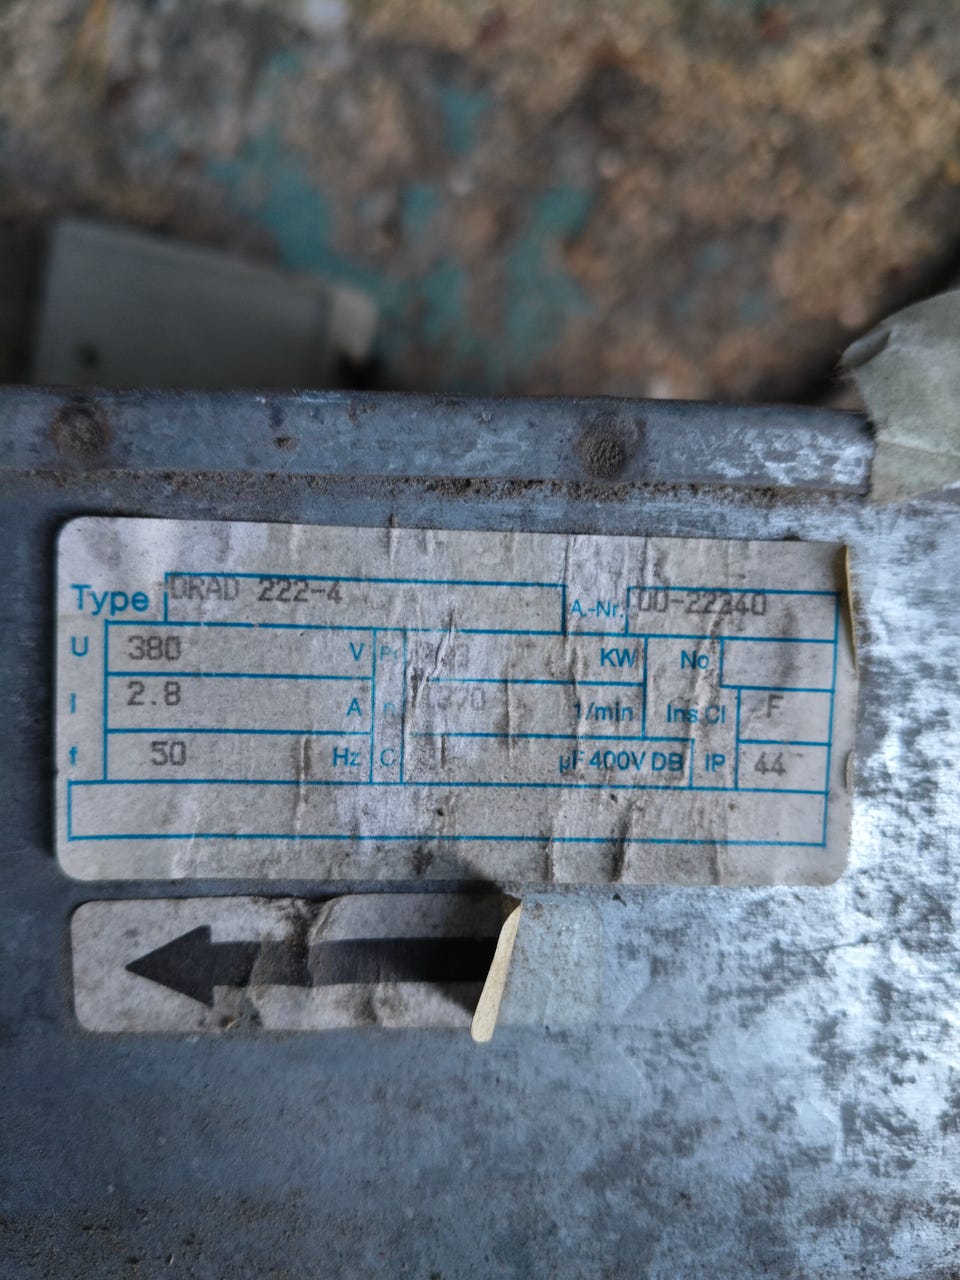 Type DRAD 222-4 A.-Nr. 00-22240
U 380 V KW No
I 2.8 A 1/min Ins.Cl F
f 50 Hz C µF 400V DB IP 44